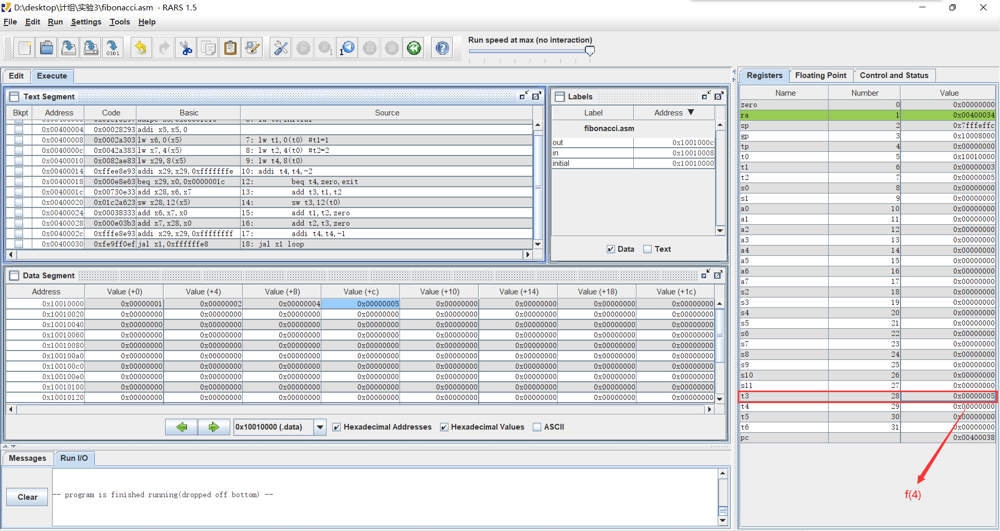 D:\desktop\计组\实验3\fibonacci.asm - RARS 1.5
File Edit Run Settings Tools Help
Run speed at max (no interaction)
0101
1
1
Edit Execute
Text Segment
Bkpt Address Code Basic Source
0x00400004 0x00028293 addi x5,x5,0
0x00400008 0x0002a303 lw x6,0(x5) 7: lw t1,0(t0) #t1=1
0x0040000c 0x0042a383 lw x7,4(x5) 8: lw t2,4(t0) #t2=2
0x00400010 0x0082ae83 lw x29,8(x5) 9: lw t4,8(t0)
0x00400014 0xffee8e93 addi x29,x29,0xfffffffe 10: addi t4,t4,-2
0x00400018 0x000e8e63 beq x29,x0,0x0000001c 12: beq t4,zero,exit
0x0040001c 0x00730e33 add x28,x6,x7 13: add t3,t1,t2
0x00400020 0x01c2a623 sw x28,12(x5) 14: sw t3,12(t0)
0x00400024 0x00038333 add x6,x7,x0 15: add t1,t2,zero
0x00400028 0x000e03b3 add x7,x28,x0 16: add t2,t3,zero
0x0040002c 0xfffe8e93 addi x29,x29,0xffffffff 17: addi t4,t4,-1
0x00400030 0xfe9ff0ef jal x1,0xffffffe8 18: jal x1 loop
Labels
Label Address ▼
fibonacci.asm
out 0x1001000c
in 0x10010008
initial 0x10010000
Data Text
Data Segment
Address Value (+0) Value (+4) Value (+8) Value (+c) Value (+10) Value (+14) Value (+18) Value (+1c)
0x10010000 0x00000001 0x00000002 0x00000004 0x00000005 0x00000000 0x00000000 0x00000000 0x00000000
0x10010020 0x00000000 0x00000000 0x00000000 0x00000000 0x00000000 0x00000000 0x00000000 0x00000000
0x10010040 0x00000000 0x00000000 0x00000000 0x00000000 0x00000000 0x00000000 0x00000000 0x00000000
0x10010060 0x00000000 0x00000000 0x00000000 0x00000000 0x00000000 0x00000000 0x00000000 0x00000000
0x10010080 0x00000000 0x00000000 0x00000000 0x00000000 0x00000000 0x00000000 0x00000000 0x00000000
0x100100a0 0x00000000 0x00000000 0x00000000 0x00000000 0x00000000 0x00000000 0x00000000 0x00000000
0x100100c0 0x00000000 0x00000000 0x00000000 0x00000000 0x00000000 0x00000000 0x00000000 0x00000000
0x100100e0 0x00000000 0x00000000 0x00000000 0x00000000 0x00000000 0x00000000 0x00000000 0x00000000
0x10010100 0x00000000 0x00000000 0x00000000 0x00000000 0x00000000 0x00000000 0x00000000 0x00000000
0x10010120 0x00000000 0x00000000 0x00000000 0x00000000 0x00000000 0x00000000 0x00000000 0x00000000
0x10010000 (.data) Hexadecimal Addresses Hexadecimal Values ASCII
Messages Run I/O
Clear
-- program is finished running(dropped off bottom) --
Registers Floating Point Control and Status
Name Number Value
zero 0 0x00000000
ra 1 0x00400034
sp 2 0x7fffeffc
gp 3 0x10008000
tp 4 0x00000000
t0 5 0x10010000
t1 6 0x00000003
t2 7 0x00000005
s0 8 0x00000000
s1 9 0x00000000
a0 10 0x00000000
a1 11 0x00000000
a2 12 0x00000000
a3 13 0x00000000
a4 14 0x00000000
a5 15 0x00000000
a6 16 0x00000000
a7 17 0x00000000
s2 18 0x00000000
s3 19 0x00000000
s4 20 0x00000000
s5 21 0x00000000
s6 22 0x00000000
s7 23 0x00000000
s8 24 0x00000000
s9 25 0x00000000
s10 26 0x00000000
s11 27 0x00000000
t3 28 0x00000005
t4 29 0x00000000
t5 30 0x00000000
t6 31 0x00000000
pc 0x00400038
f(4)